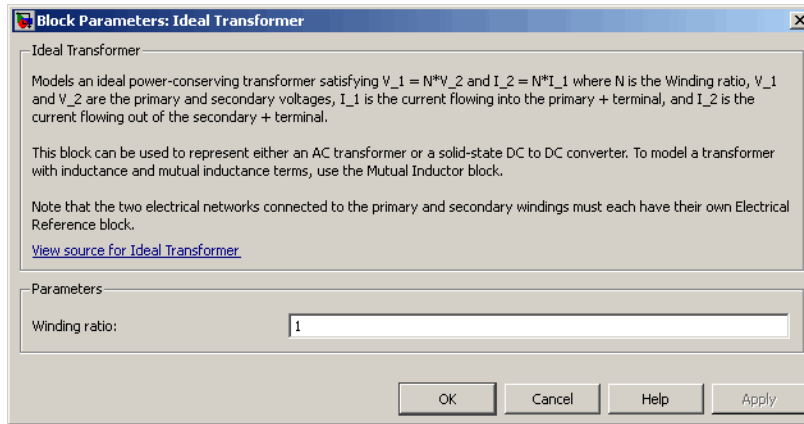 Block Parameters: Ideal Transformer
Ideal Transformer
Models an ideal power-conserving transformer satisfying V_1 = N*V_2 and I_2 = N*I_1 where N is the Winding ratio, V_1
and V_2 are the primary and secondary voltages, I_1 is the current flowing into the primary + terminal, and I_2 is the
current flowing out of the secondary + terminal.
This block can be used to represent either an AC transformer or a solid-state DC to DC converter. To model a transformer
with inductance and mutual inductance terms, use the Mutual Inductor block.
Note that the two electrical networks connected to the primary and secondary windings must each have their own Electrical
Reference block.
View source for Ideal Transformer
Parameters
Winding ratio: 1
OK Cancel Help Apply